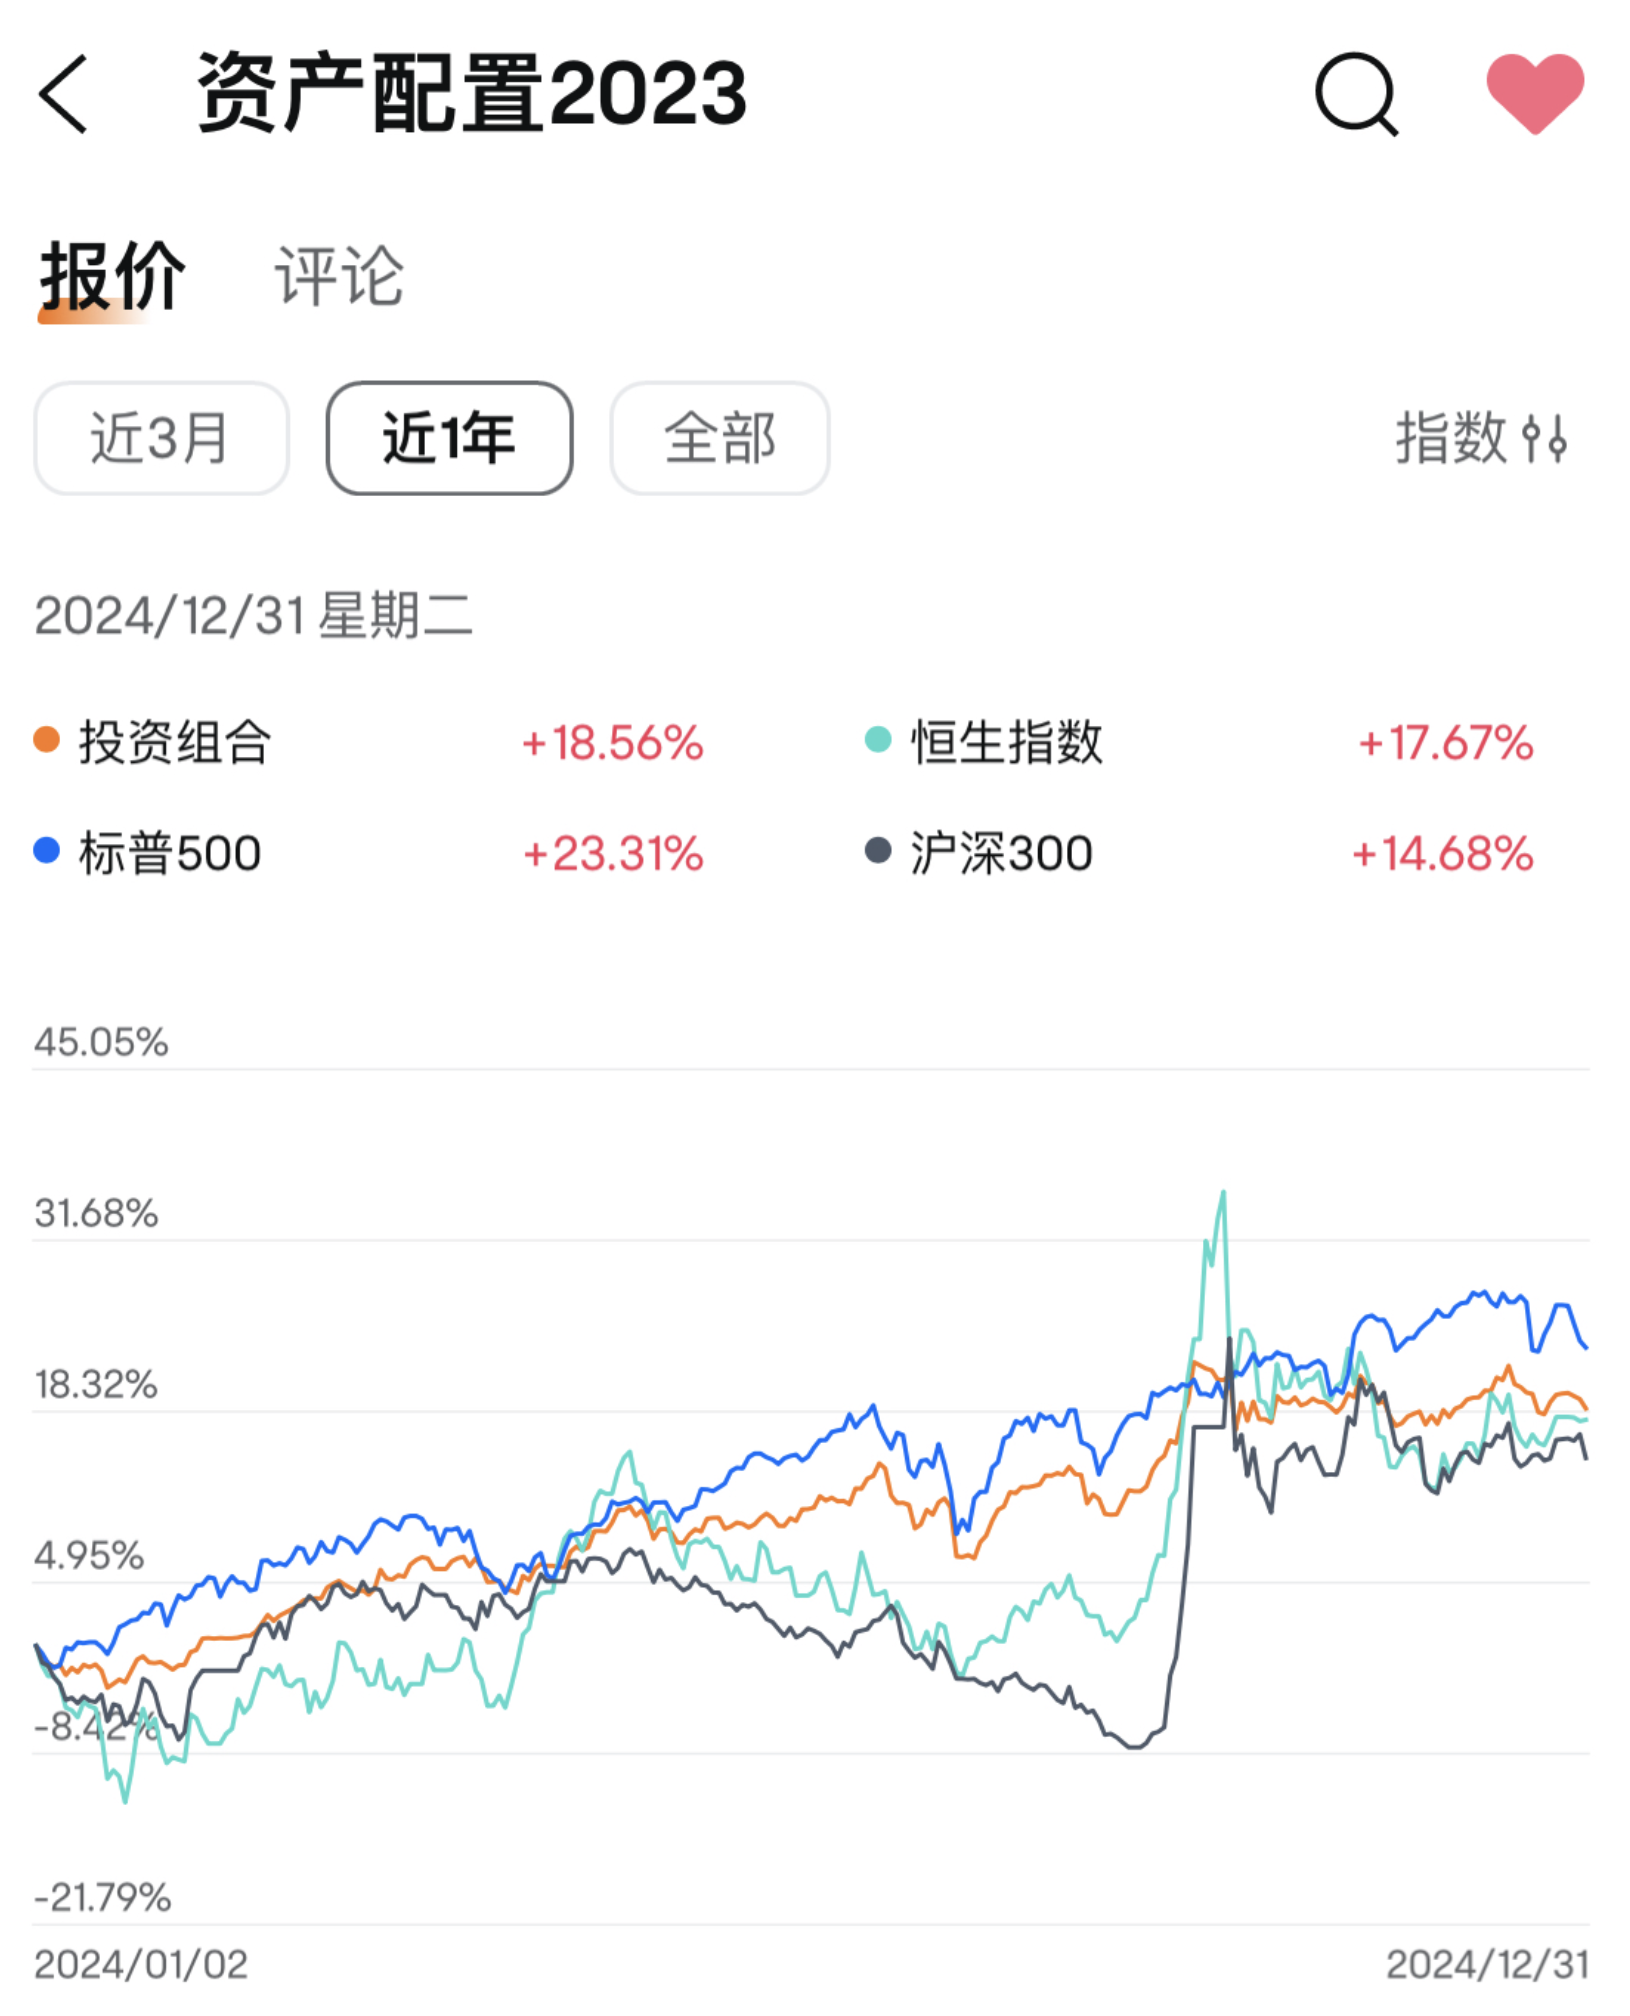 资产配置2023
报价 评论
近3月 近1年 全部 指数
2024/12/31 星期二
投资组合 +18.56% 恒生指数 +17.67%
标普500 +23.31% 沪深300 +14.68%
45.05%
31.68%
18.32%
4.95%
-8.42%
-21.79%
2024/01/02 2024/12/31